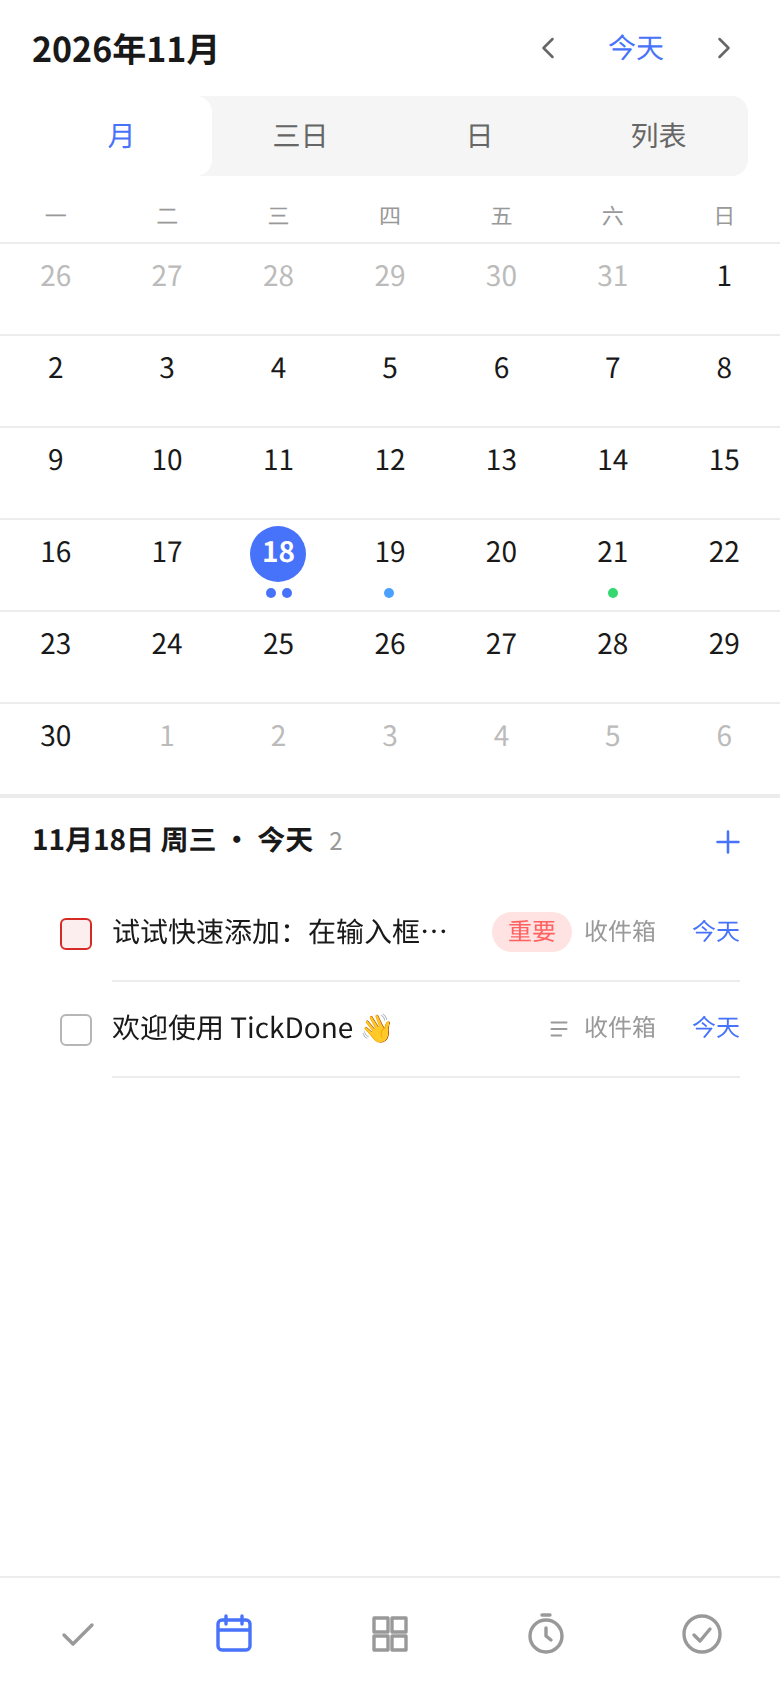 2026年11月
今天
月 三日 日 列表
一 二 三 四 五 六 日
26 27 28 29 30 31 1
2 3 4 5 6 7 8
9 10 11 12 13 14 15
16 17 18 19 20 21 22
23 24 25 26 27 28 29
30 1 2 3 4 5 6
11月18日 周三 · 今天 2
试试快速添加：在输入框… 重要 收件箱 今天
欢迎使用 TickDone 👋 收件箱 今天